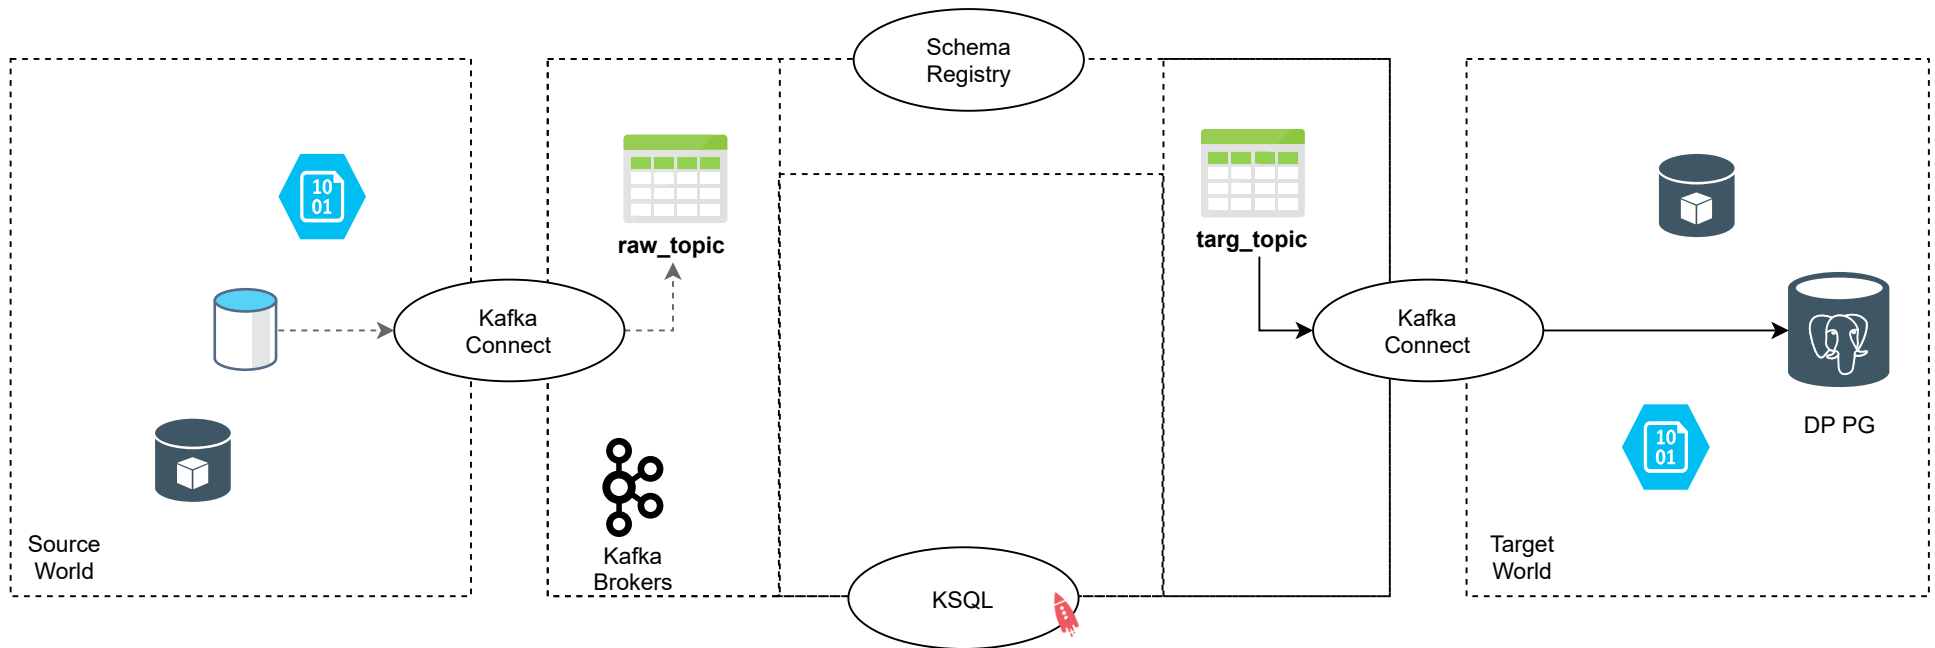 Schema
Registry
10
01
raw_topic
targ_topic
Kafka
Connect
Kafka
Connect
10
01
DP PG
Source
World
Kafka
Brokers
KSQL
Target
World